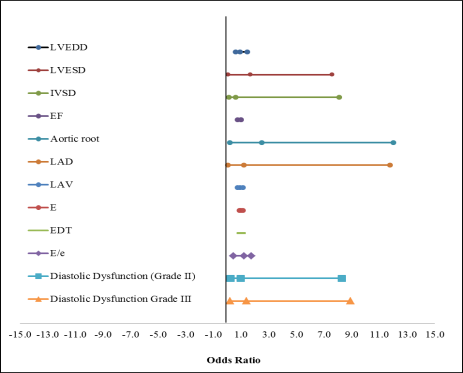 LVEDD
LVESD
IVSD
EF
Aortic root
LAD
LAV
E
EDT
E/e
Diastolic Dysfunction (Grade II)
Diastolic Dysfunction Grade III
-15.0 -13.0 -11.0 -9.0 -7.0 -5.0 -3.0 -1.0 1.0 3.0 5.0 7.0 9.0 11.0 13.0 15.0
Odds Ratio